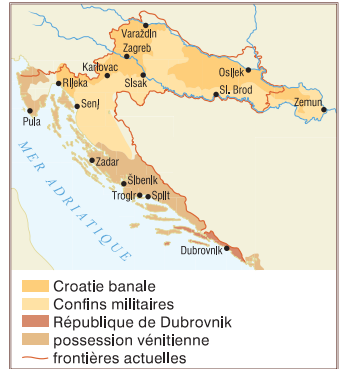 Varaždin
Zagreb
Karlovac
Osijek
Rijeka
Sisak
Sl. Brod
Senj
Zemun
Pula
MER ADRIATIQUE
Zadar
Šibenik
Trogir
Split
Dubrovnik
Croatie banale
Confins militaires
République de Dubrovnik
possession vénitienne
frontières actuelles